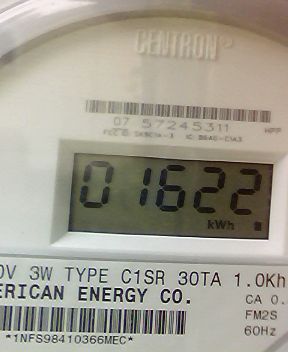 CENTRON®
07 57245311
HPP
01622
kWh
0V 3W TYPE C1SR 30TA 1.0Kh
ERICAN ENERGY CO.
CA 0.
FM2S
60Hz
*1NFS98410366MEC*